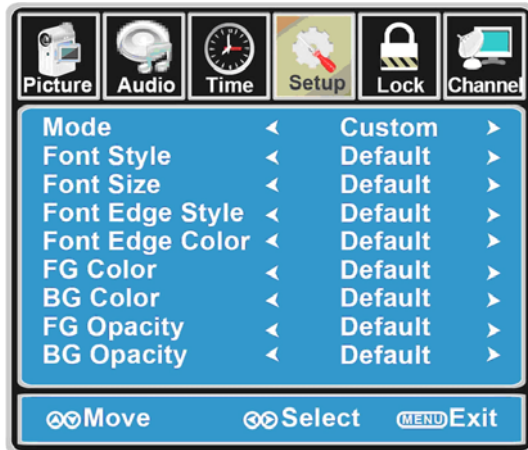 Picture Audio Time Setup Lock Channel
Mode Custom
Font Style Default
Font Size Default
Font Edge Style Default
Font Edge Color Default
FG Color Default
BG Color Default
FG Opacity Default
BG Opacity Default
Move Select MENU Exit